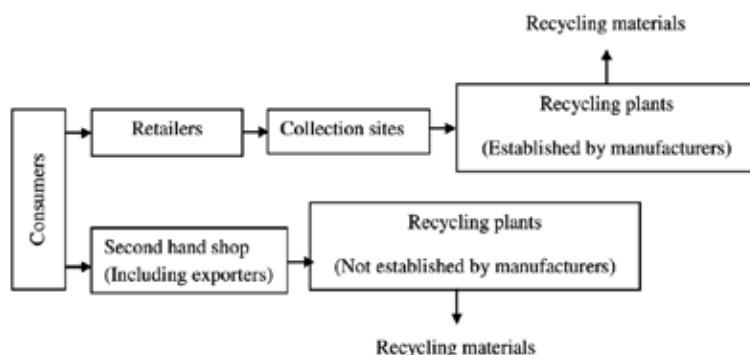 Recycling materials
Recycling plants
(Established by manufacturers)
Retailers
Collection sites
Consumers
Second hand shop
(Including exporters)
Recycling plants
(Not established by manufacturers)
Recycling materials